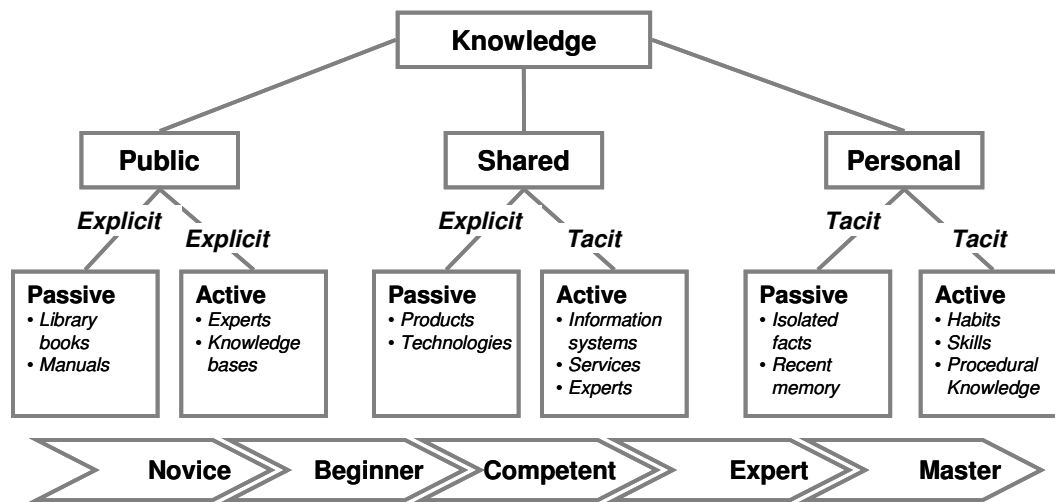 Knowledge
Public
Shared
Personal
Explicit
Explicit
Explicit
Tacit
Tacit
Tacit
Passive
• Library
books
• Manuals
Active
• Experts
• Knowledge
bases
Passive
• Products
• Technologies
Active
• Information
systems
• Services
• Experts
Passive
• Isolated
facts
• Recent
memory
Active
• Habits
• Skills
• Procedural
Knowledge
Novice
Beginner
Competent
Expert
Master